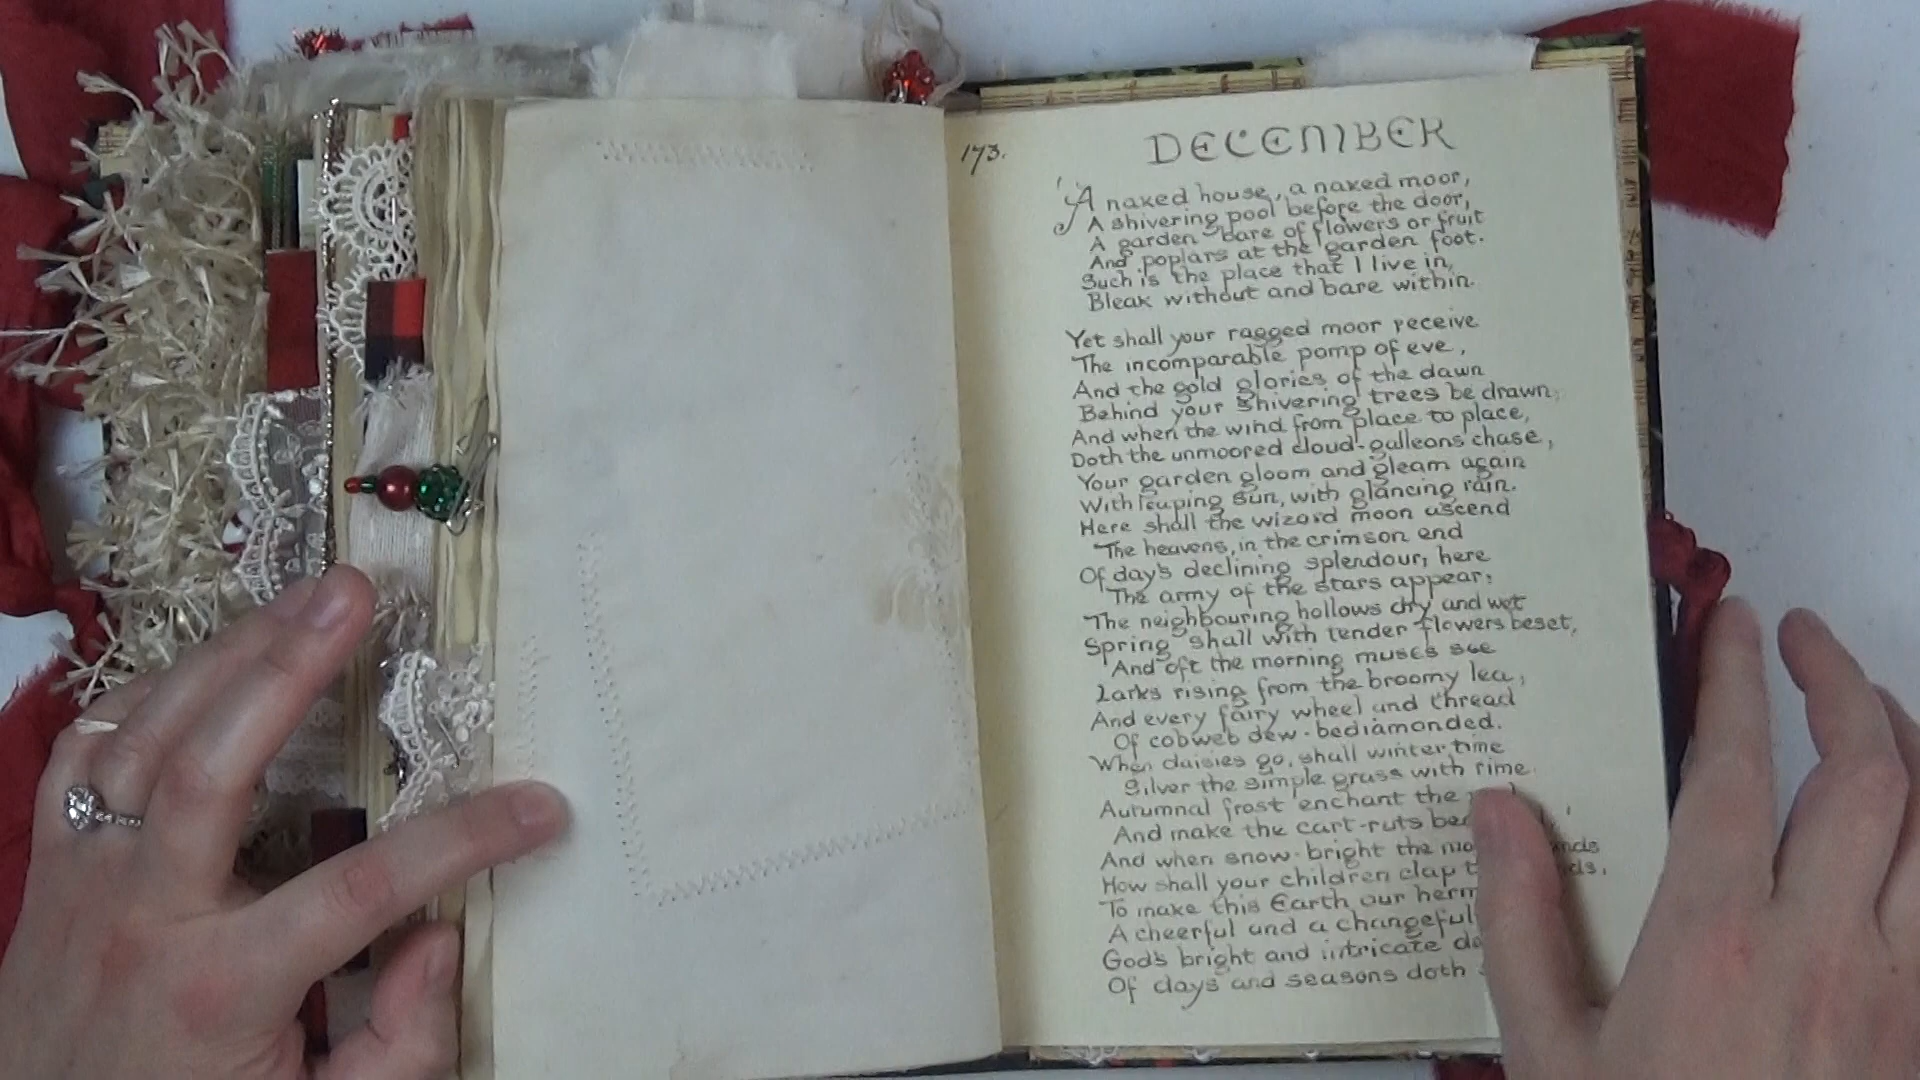 173.
DECEMBER
'A naked house, a naked moor,
A shivering pool before the door,
A garden bare of flowers or fruit
And poplars at the garden foot.
Such is the place that I live in,
Bleak without and bare within.
Yet shall your ragged moor receive
The incomparable pomp of eve,
And the gold glories of the dawn
Behind your shivering trees be drawn;
And when the wind from place to place,
Doth the unmoored cloud-galleons chase,
Your garden gloom and gleam again
With leaping sun, with glancing rain.
Here shall the wizard moon ascend
The heavens, in the crimson end
Of day's declining splendour; here
The army of the stars appear;
The neighbouring hollows dry and wet
Spring shall with tender flowers beset,
And oft the morning muses see
Larks rising from the broomy lea,
And every fairy wheel and thread
Of cobweb dew-bediamonded.
When daisies go, shall winter time
Silver the simple grass with rime.
Autumnal frost enchant the
And make the cart-ruts
And when snow-bright the
How shall your children clap
To make this Earth our
A cheerful and a changeful
God's bright and intricate
Of days and seasons doth